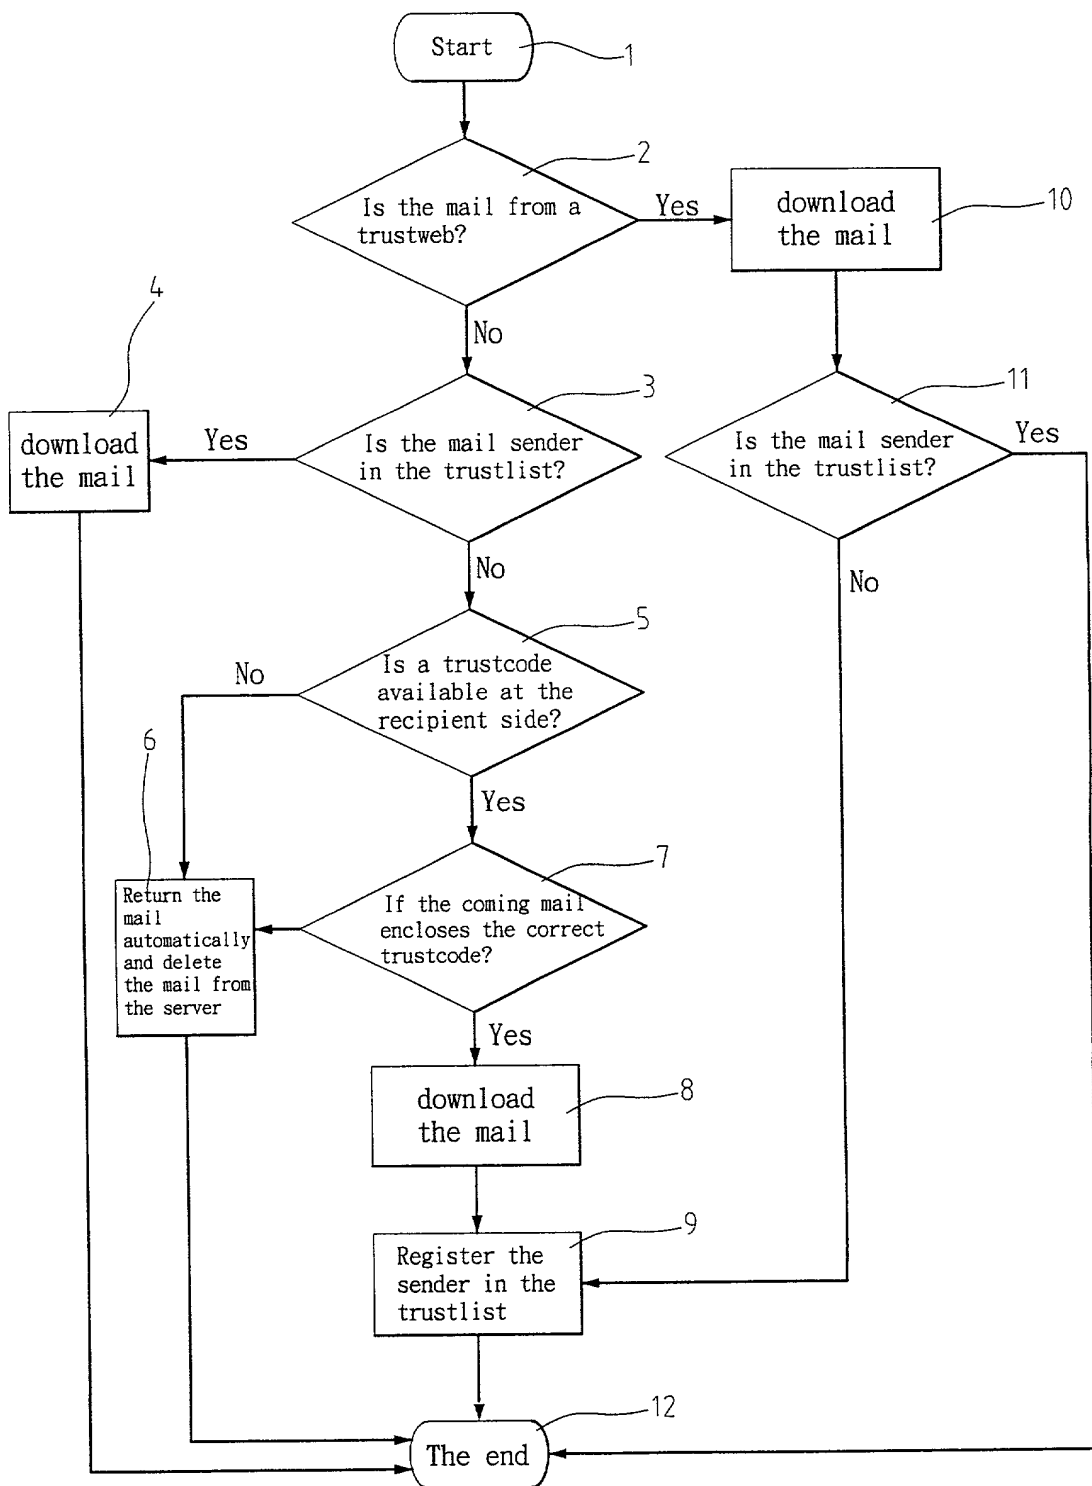 Start
1
2
Is the mail from a
trustweb?
Yes
download
the mail
10
No
4
3
11
download
the mail
Yes
Is the mail sender
in the trustlist?
Is the mail sender
in the trustlist?
Yes
No
No
5
No
Is a trustcode
available at the
recipient side?
6
Yes
7
Return the
mail
automatically
and delete
the mail from
the server
If the coming mail
encloses the correct
trustcode?
Yes
download
the mail
8
9
Register the
sender in the
trustlist
12
The end